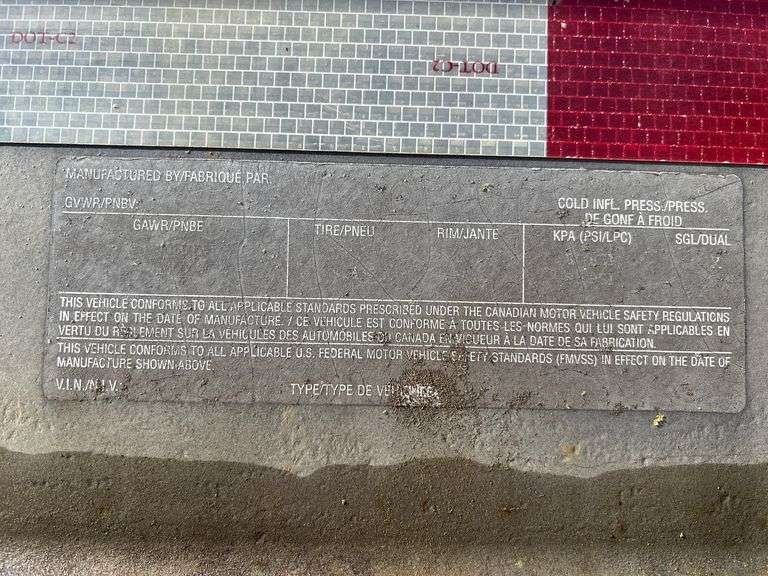 DOT-C2
DOT-C2
MANUFACTURED BY/FABRIQUE PAR
GVWR/PNBV:
COLD INFL. PRESS./PRESS.
DE GONF À FROID
GAWR/PNBE
TIRE/PNEU
RIM/JANTE
KPA (PSI/LPC)
SGL/DUAL
THIS VEHICLE CONFORMS TO ALL APPLICABLE STANDARDS PRESCRISED UNDER THE CANADIAN MOTOR VEHICLE SAFETY REGULATIONS
IN EFFECT ON THE DATE OF MANUFACTURE. / CE VÉHICULE EST CONFORME À TOUTES LES NORMES QUI LUI SONT APPLICABLES EN
VERTU DU RÈGLEMENT SUR LA VÉHICULES DES AUTOMOBILES DU CANADA EN VIGUEUR À LA DATE DE SA FABRICATION.
THIS VEHICLE CONFORMS TO ALL APPLICABLE U.S. FEDERAL MOTOR VEHICLE SAFETY STANDARDS (FMVSS) IN EFFECT ON THE DATE OF
MANUFACTURE SHOWN ABOVE
V.I.N./N.I.V.:
TYPE/TYPE DE VEHICULE: